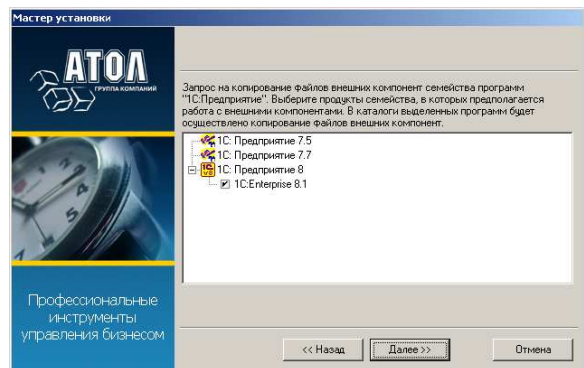 Мастер установки
АТОЛ
ГРУППА КОМПАНИЙ
Запрос на копирование файлов внешних компонент семейства программ
"1С:Предприятие". Выберите продукты семейства, в которых предполагается
работа с внешними компонентами. В каталоги выделенных программ будет
осуществлено копирование файлов внешних компонент.
1С: Предприятие 7.5
1С: Предприятие 7.7
1С: Предприятие 8
1C:Enterprise 8.1
Профессиональные
инструменты
управления бизнесом
<< Назад
Далее >>
Отмена